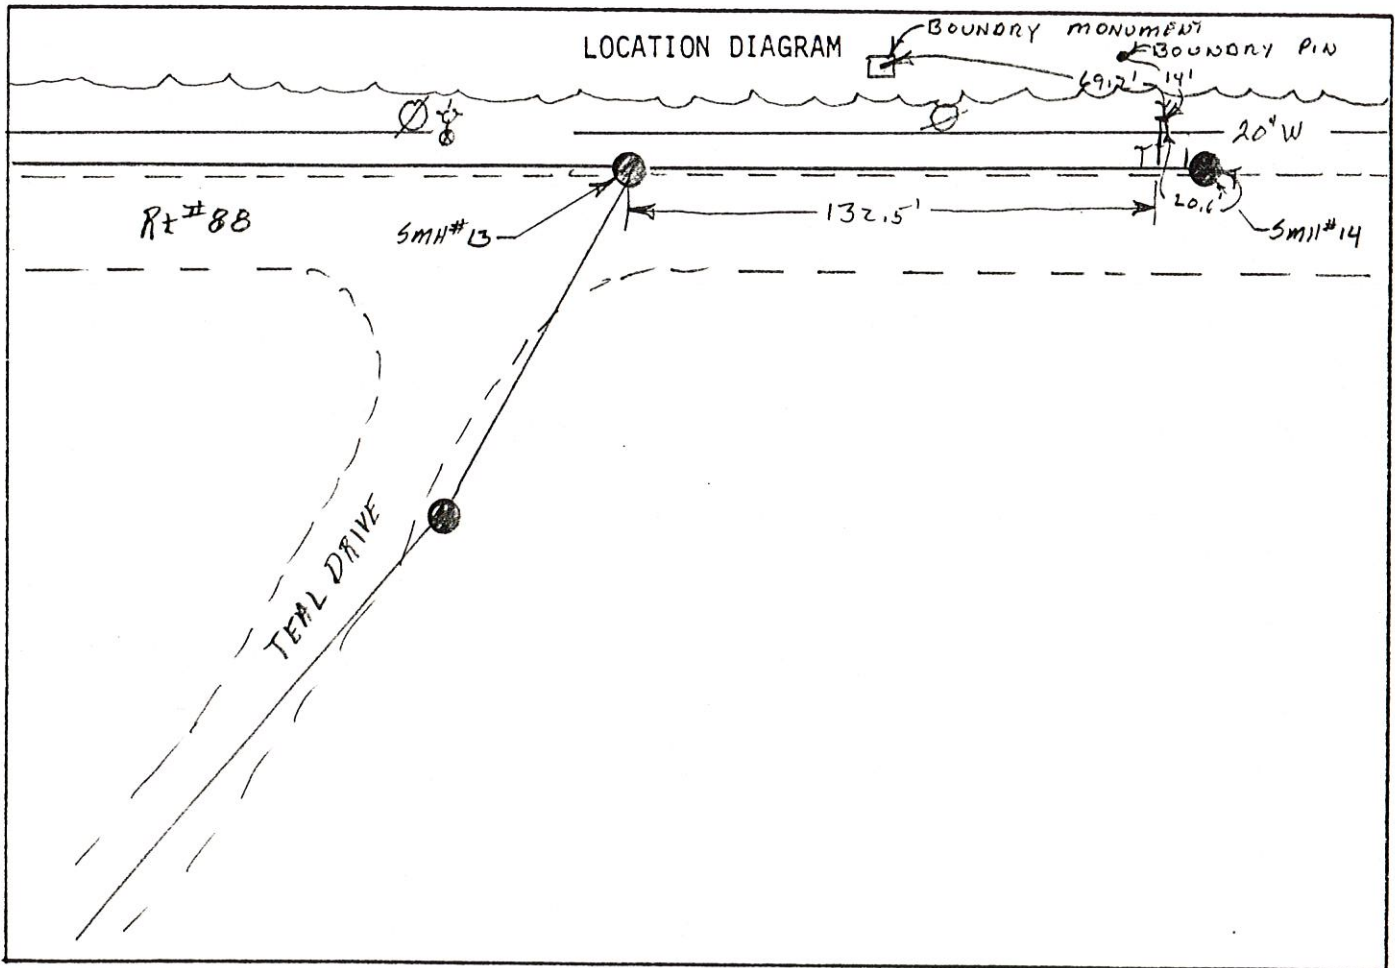 LOCATION DIAGRAM
BOUNDRY MONUMENT
BOUNDRY PIN
69.2' 14'
20" W
Rt #88
SMH #13
132.5'
20.6'
SMH #14
TEAL DRIVE